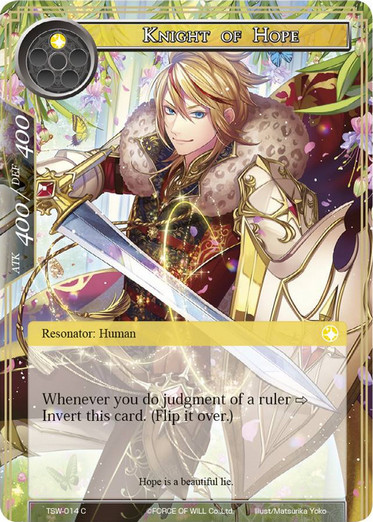 Knight of Hope
DEF 400
ATK 400
Resonator: Human
Whenever you do judgment of a ruler ⇨
Invert this card. (Flip it over.)
Hope is a beautiful lie.
TSW-014 C ©FORCE OF WILL Co.,Ltd. Illust/Matsunka Yoko